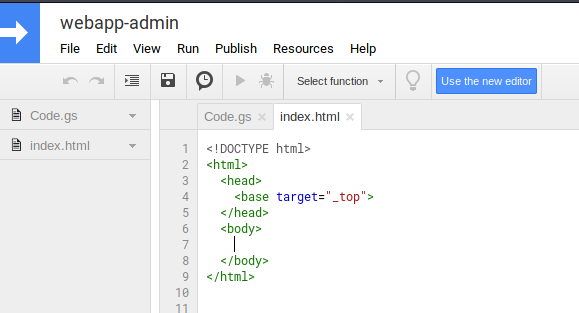 webapp-admin
File Edit View Run Publish Resources Help
Select function Use the new editor
Code.gs
index.html
Code.gs × index.html ×
1 <!DOCTYPE html>
2 <html>
3   <head>
4     <base target="_top">
5   </head>
6   <body>
7
8   </body>
9 </html>
10
11